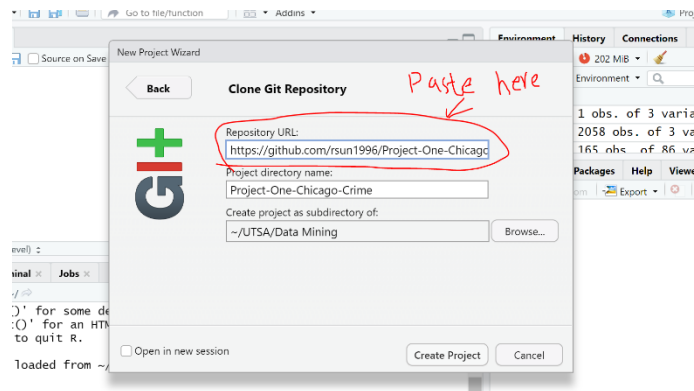 Go to file/function
Addins
Source on Save
Environment
History
Connections
202 MiB
Environment
1 obs. of 3 varia
2058 obs. of 3 va
165 obs. of 86 va
Packages
Help
Viewe
Export
New Project Wizard
Back
Clone Git Repository
Paste here
git
Repository URL:
https://github.com/rsun1996/Project-One-Chicago
Project directory name:
Project-One-Chicago-Crime
Create project as subdirectory of:
~/UTSA/Data Mining
Browse...
Open in new session
Create Project
Cancel
evel)
minal
Jobs
~/
()' for some de
:()' for an HTM
to quit R.
loaded from ~/